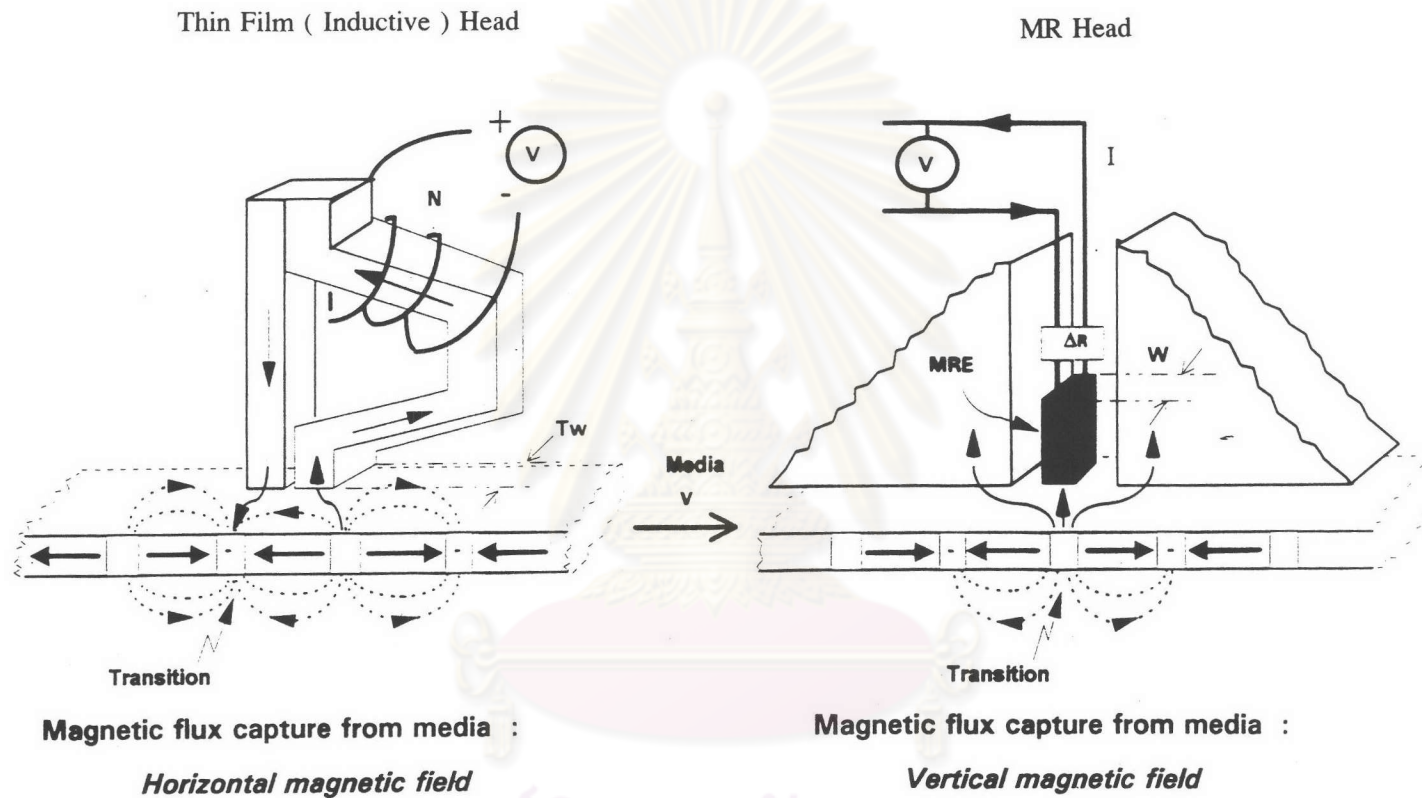 Thin Film ( Inductive ) Head
+
V
-
N
Tw
- -
Transition
Magnetic flux capture from media :
Horizontal magnetic field
Media
v
MR Head
I
V
ΔR
MRE
W
- -
Transition
Magnetic flux capture from media :
Vertical magnetic field